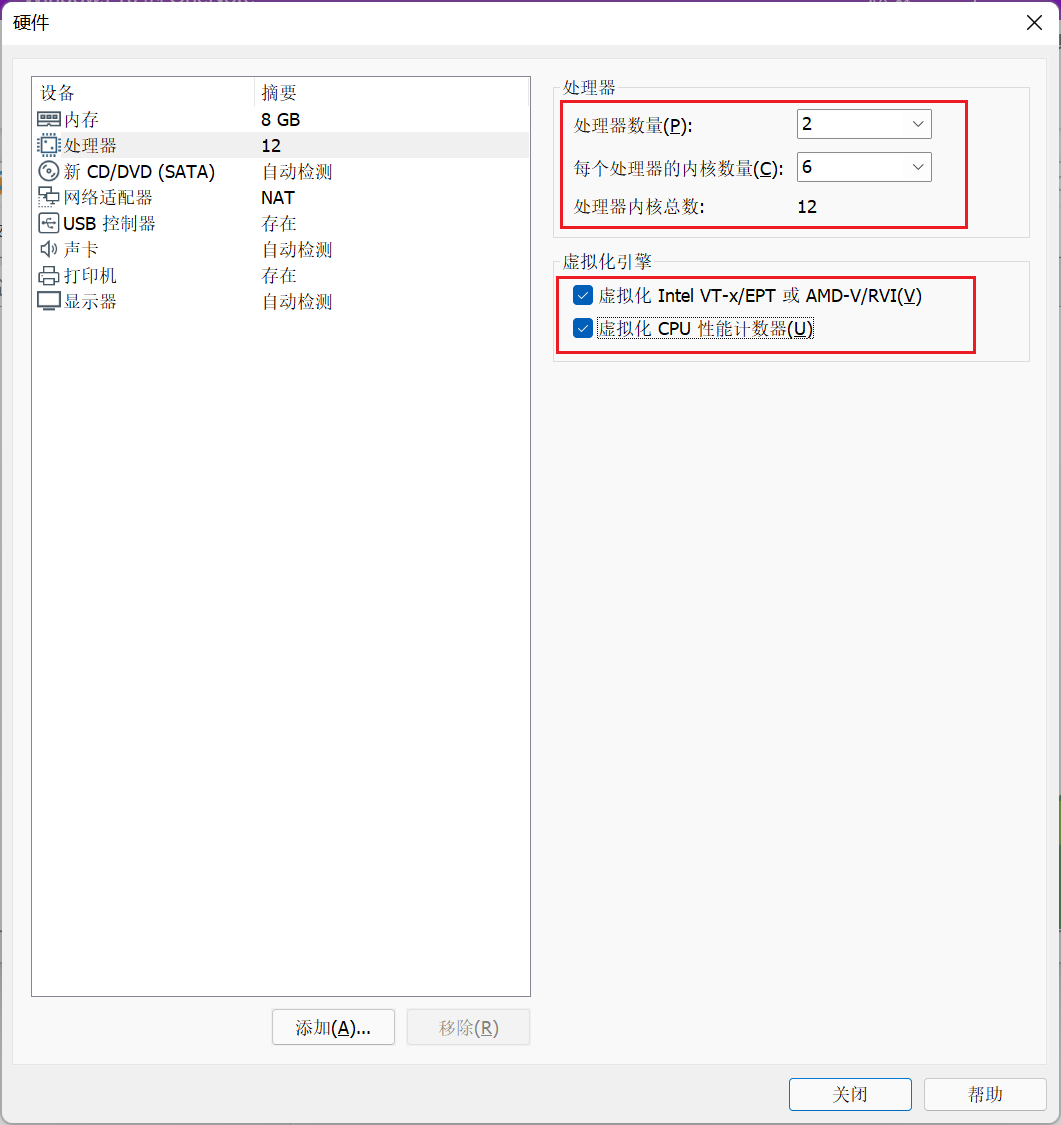 硬件
设备 摘要
内存 8 GB
处理器 12
新 CD/DVD (SATA) 自动检测
网络适配器 NAT
USB 控制器 存在
声卡 自动检测
打印机 存在
显示器 自动检测
添加(A)...
移除(R)
处理器
处理器数量(P): 2
每个处理器的内核数量(C): 6
处理器内核总数: 12
虚拟化引擎
虚拟化 Intel VT-x/EPT 或 AMD-V/RVI(V)
虚拟化 CPU 性能计数器(U)
关闭
帮助